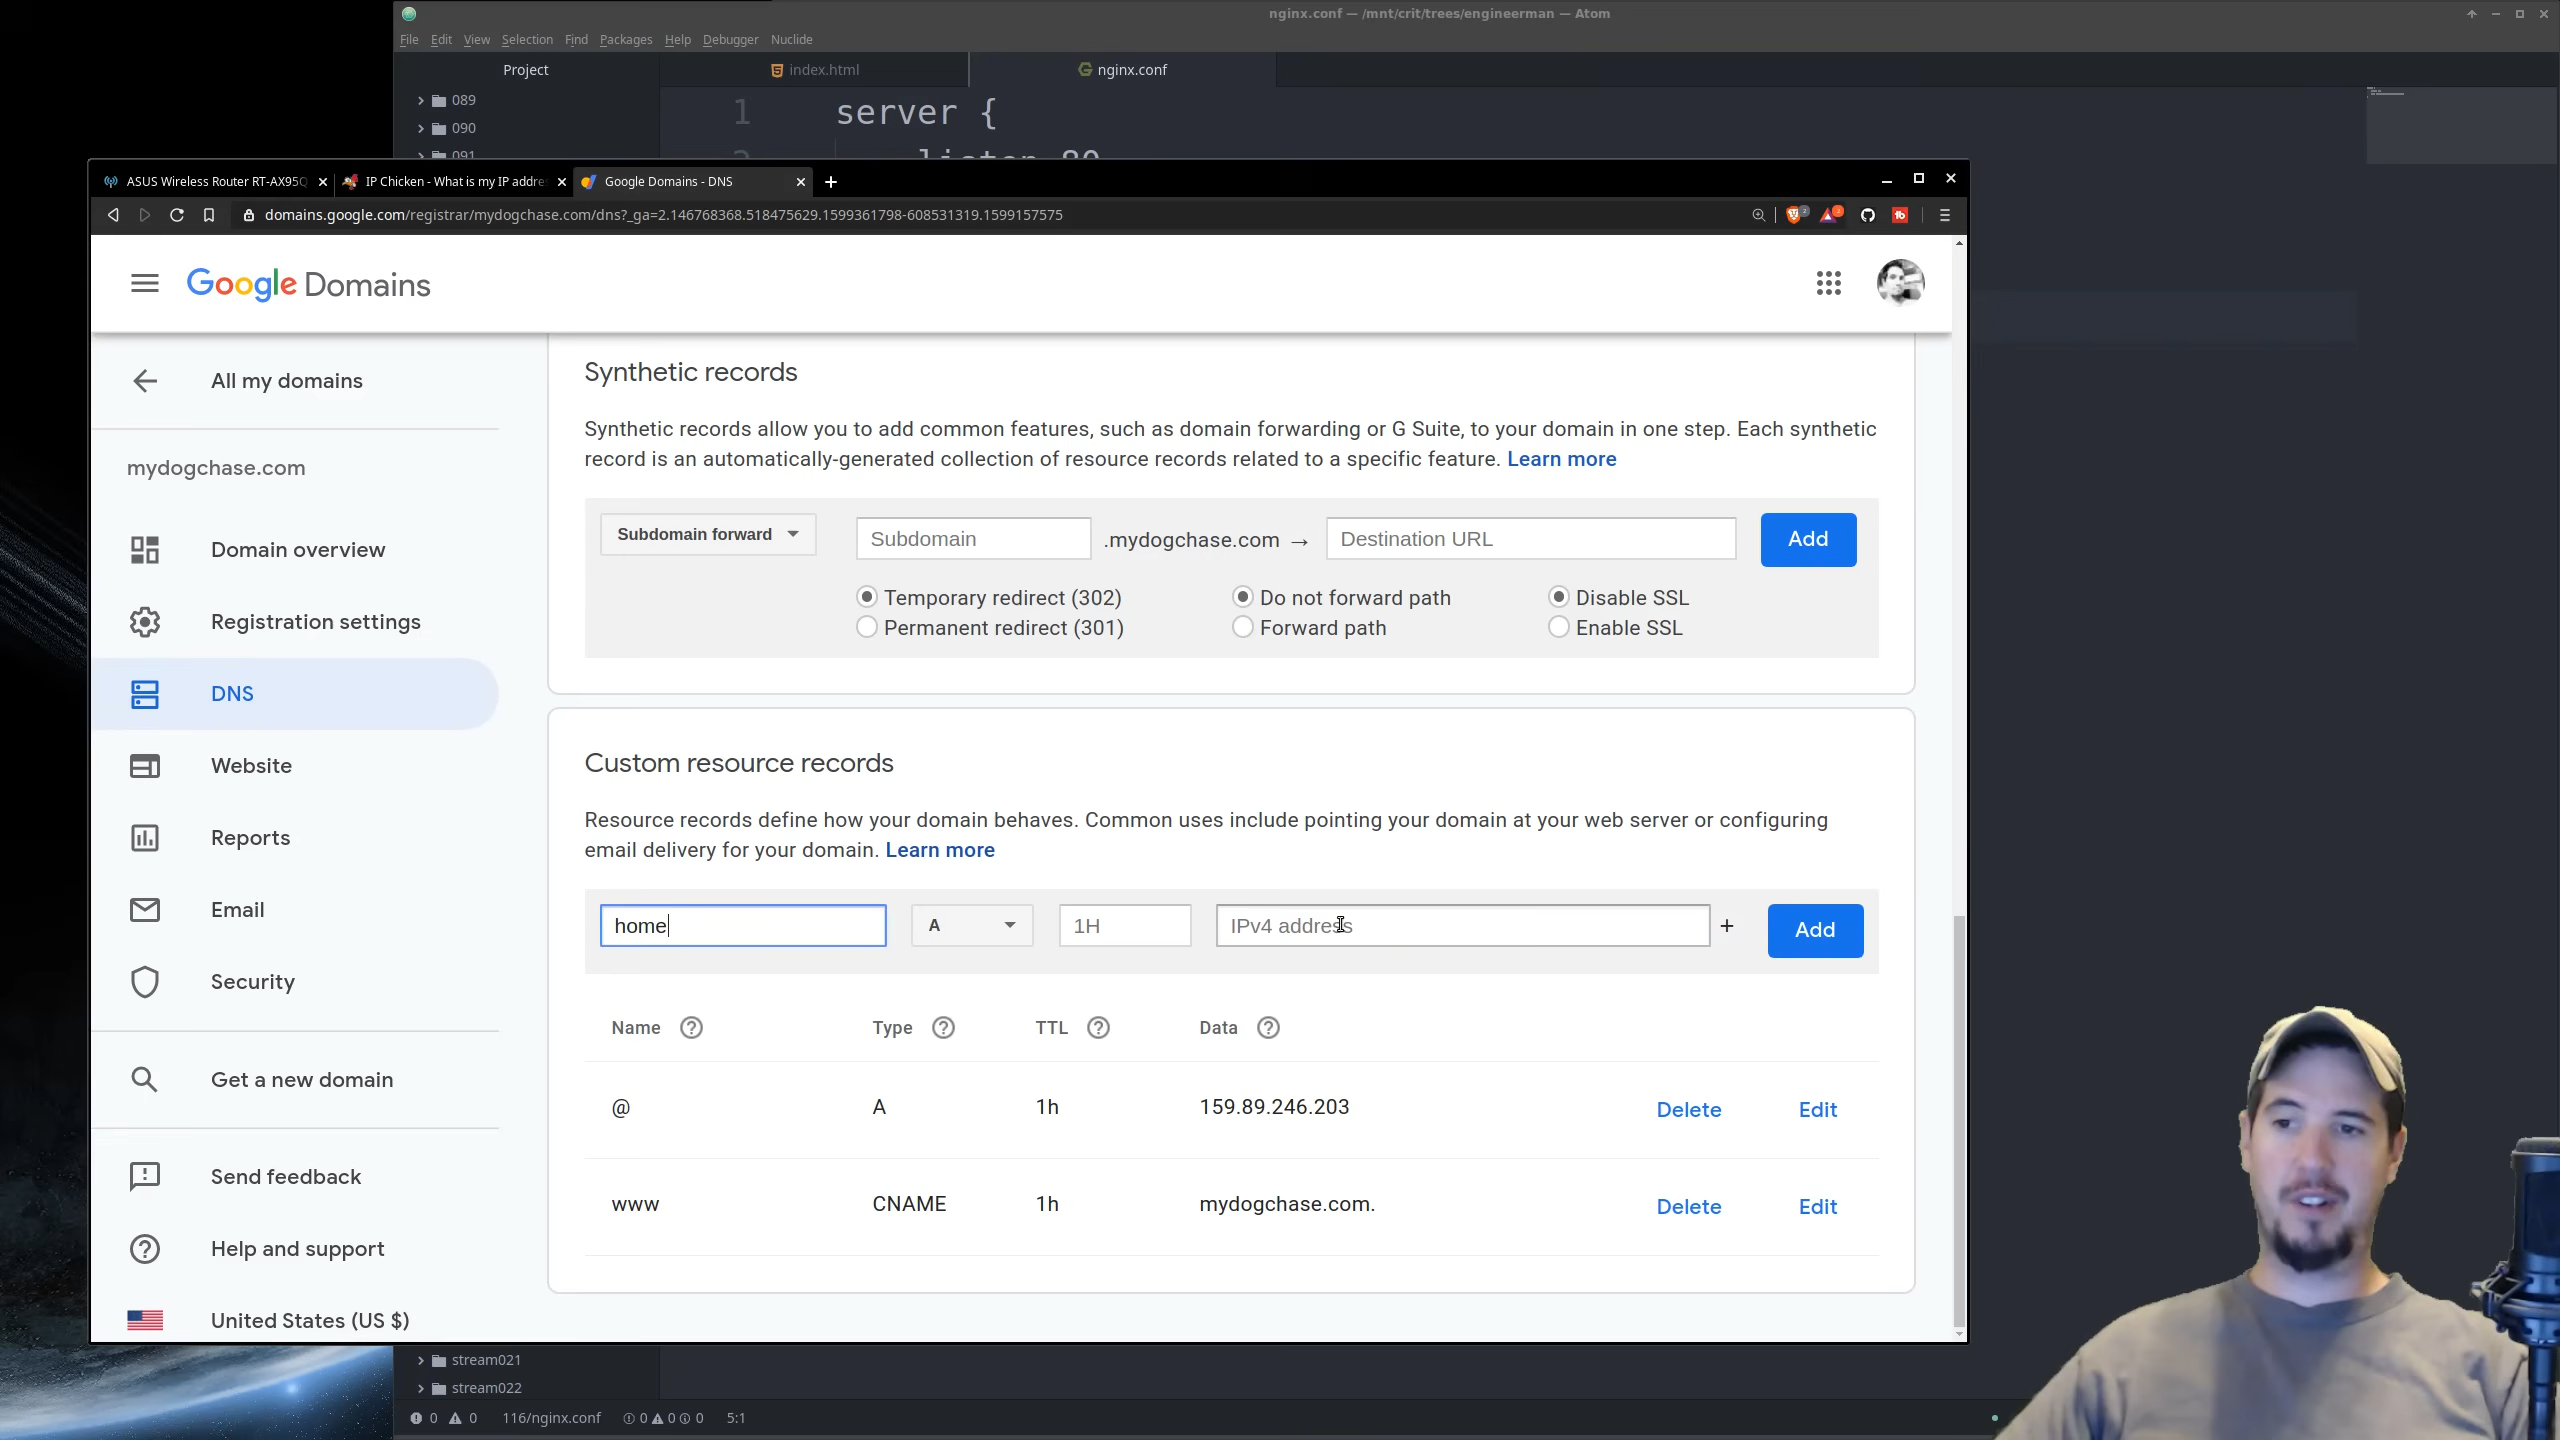 nginx.conf — /mnt/crit/trees/engineerman — Atom
File Edit View Selection Find Packages Help Debugger Nuclide
Project
index.html
nginx.conf
089
090
091
1 server {
2 listen 80
ASUS Wireless Router RT-AX95Q
IP Chicken - What is my IP addre
Google Domains - DNS
domains.google.com/registrar/mydogchase.com/dns?_ga=2.146768368.518475629.1599361798-608531319.1599157575
Google Domains
All my domains
mydogchase.com
Domain overview
Registration settings
DNS
Website
Reports
Email
Security
Get a new domain
Send feedback
Help and support
United States (US $)
Synthetic records
Synthetic records allow you to add common features, such as domain forwarding or G Suite, to your domain in one step. Each synthetic
record is an automatically-generated collection of resource records related to a specific feature. Learn more
Subdomain forward Subdomain .mydogchase.com → Destination URL Add
Temporary redirect (302) Do not forward path Disable SSL
Permanent redirect (301) Forward path Enable SSL
Custom resource records
Resource records define how your domain behaves. Common uses include pointing your domain at your web server or configuring
email delivery for your domain. Learn more
home A 1H IPv4 address + Add
Name ? Type ? TTL ? Data ?
@ A 1h 159.89.246.203 Delete Edit
www CNAME 1h mydogchase.com. Delete Edit
stream021
stream022
0 0 116/nginx.conf 0 0 0 5:1